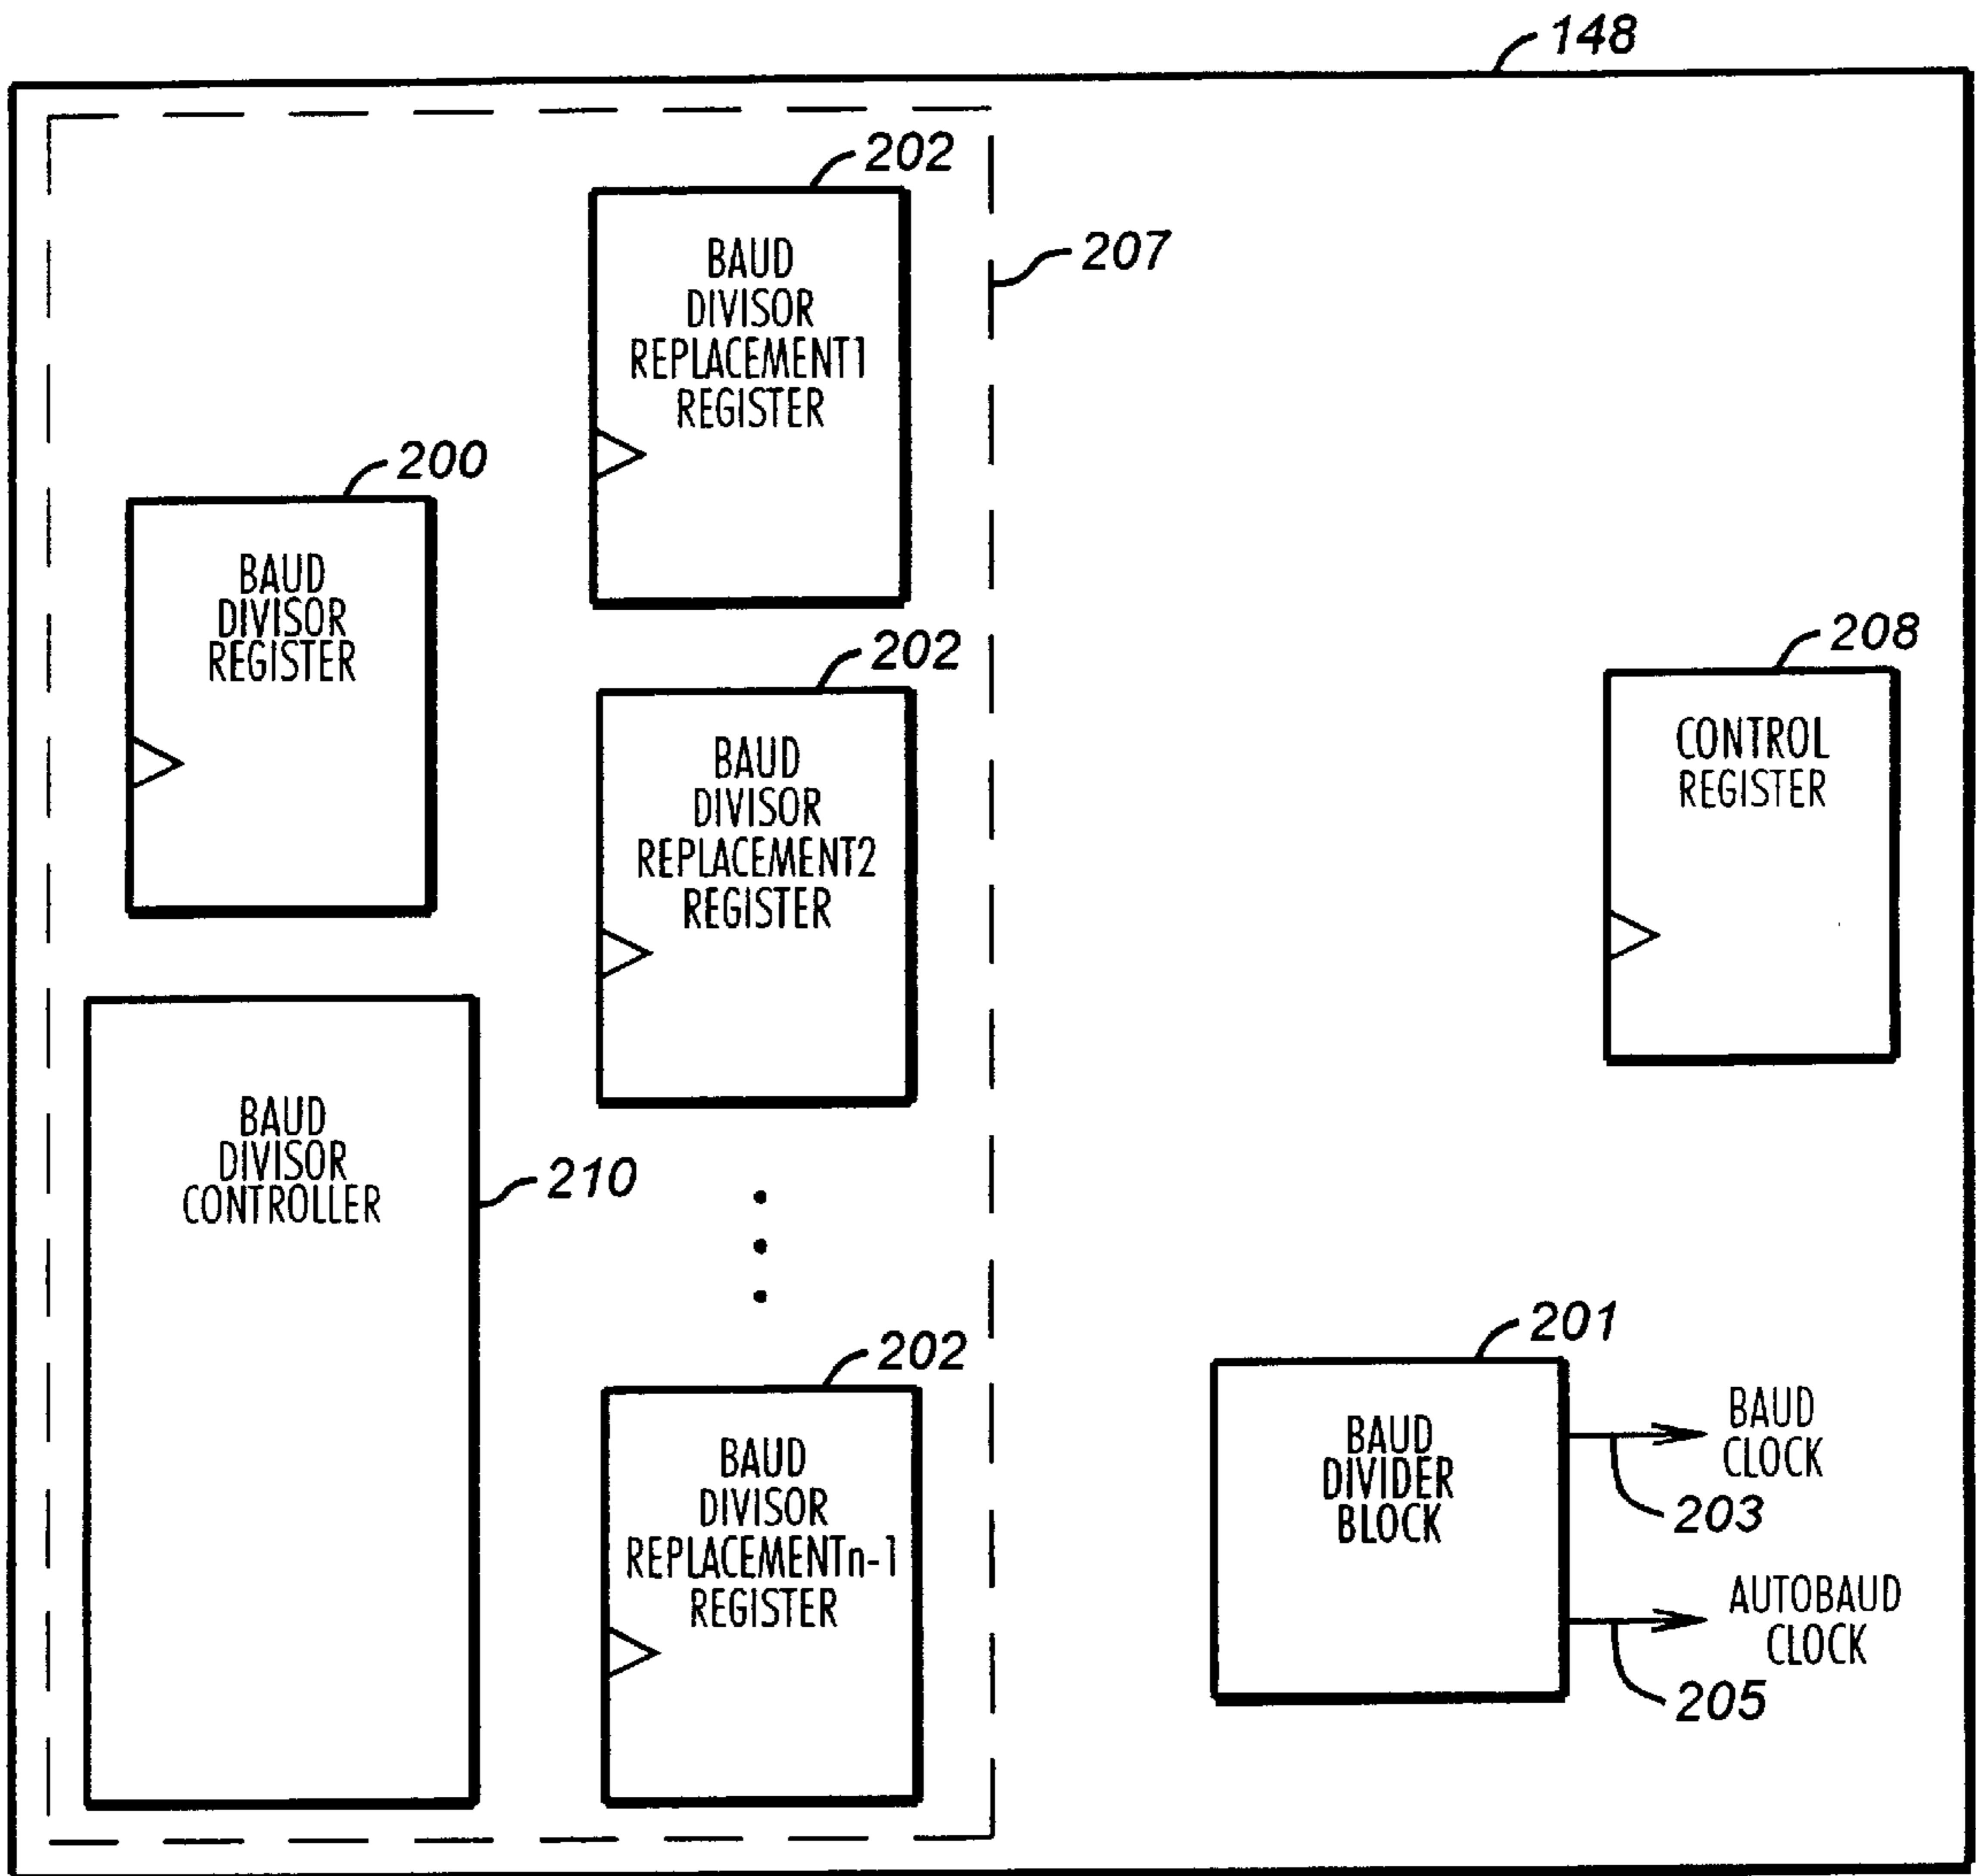 148
202
BAUD
DIVISOR
REPLACEMENT1
REGISTER
207
200
BAUD
DIVISOR
REGISTER
202
BAUD
DIVISOR
REPLACEMENT2
REGISTER
208
CONTROL
REGISTER
BAUD
DIVISOR
CONTROLLER
210
202
BAUD
DIVISOR
REPLACEMENTn-1
REGISTER
201
BAUD
DIVIDER
BLOCK
BAUD
CLOCK
203
AUTOBAUD
CLOCK
205